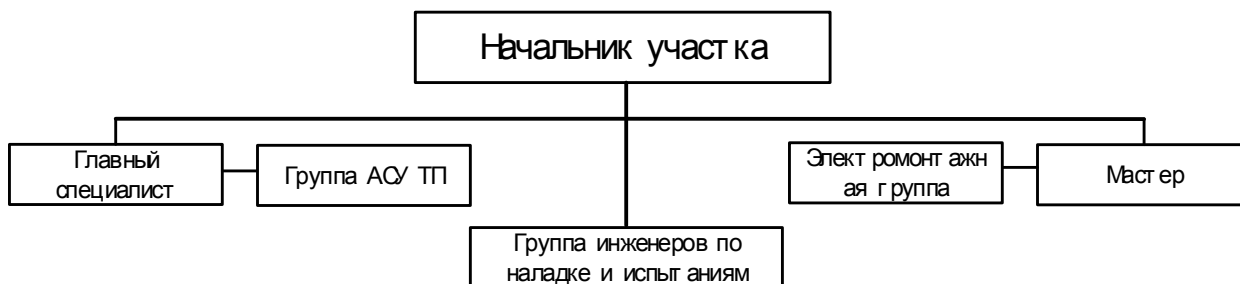 Начальник участка
Главный
специалист
Группа АСУ ТП
Электромонтажн
ая группа
Мастер
Группа инженеров по
наладке и испытаниям